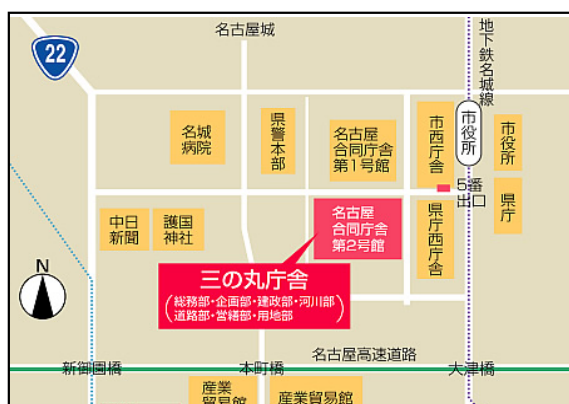 名古屋城
22
地下鉄名城線
名城
病院
県警本部
名古屋
合同庁舎
第1号館
市西庁舎
市役所
市役所
5番
出口
県庁
中日
新聞
護国
神社
名古屋
合同庁舎
第2号館
県庁西庁舎
N
三の丸庁舎
(総務部・企画部・建政部・河川部
道路部・営繕部・用地部)
名古屋高速道路
新御園橋
本町橋
大津橋
産業
貿易館
産業貿易館